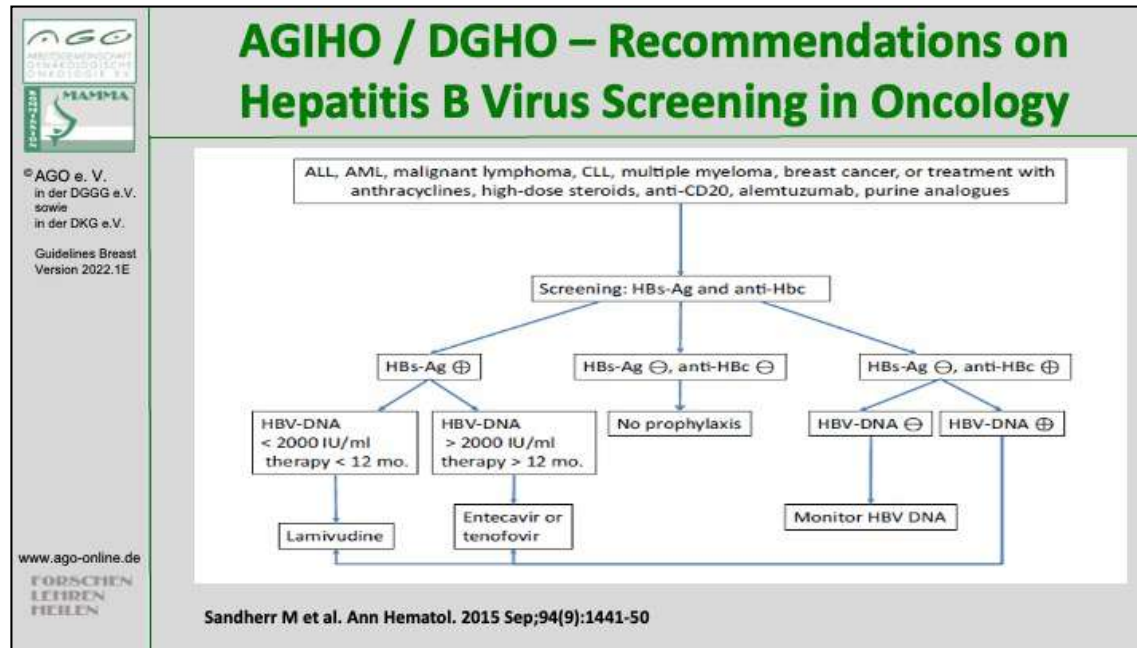 AGO
ARBEITSGEMEINSCHAFT
GYNÄKOLOGISCHE
ONKOLOGIE E.V.
MAMMA
© AGO e. V.
in der DGGG e.V.
sowie
in der DKG e.V.
Guidelines Breast
Version 2022.1E
www.ago-online.de
FORSCHEN
LEHREN
HEILEN
AGIHO / DGHO – Recommendations on
Hepatitis B Virus Screening in Oncology
ALL, AML, malignant lymphoma, CLL, multiple myeloma, breast cancer, or treatment with
anthracyclines, high-dose steroids, anti-CD20, alemtuzumab, purine analogues
Screening: HBs-Ag and anti-Hbc
HBs-Ag ⊕
HBs-Ag ⊖, anti-HBc ⊖
HBs-Ag ⊖, anti-HBc ⊕
HBV-DNA
< 2000 IU/ml
therapy < 12 mo.
HBV-DNA
> 2000 IU/ml
therapy > 12 mo.
No prophylaxis
HBV-DNA ⊖
HBV-DNA ⊕
Lamivudine
Entecavir or
tenofovir
Monitor HBV DNA
Sandherr M et al. Ann Hematol. 2015 Sep;94(9):1441-50